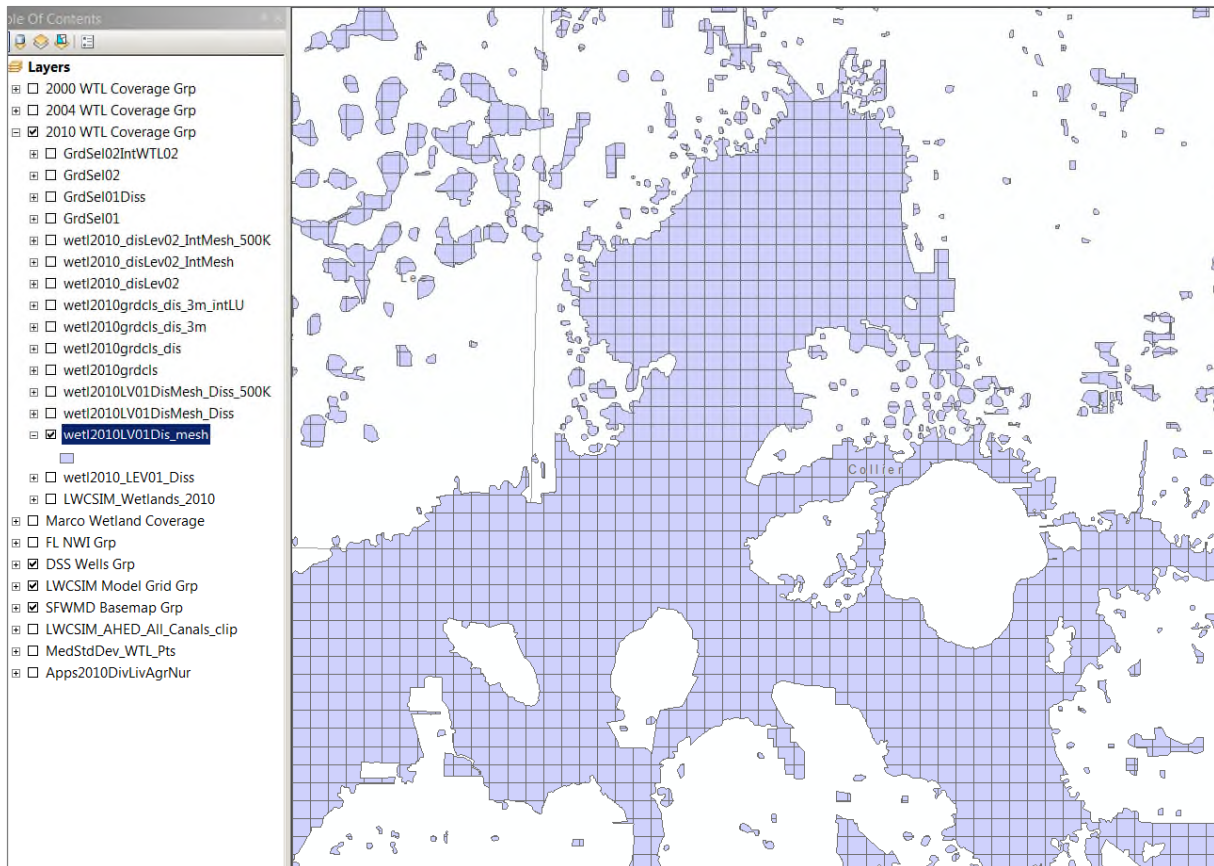 ole Of Contents
Layers
2000 WTL Coverage Grp
2004 WTL Coverage Grp
2010 WTL Coverage Grp
GrdSel02IntWTL02
GrdSel02
GrdSel01Diss
GrdSel01
wetl2010_disLev02_IntMesh_500K
wetl2010_disLev02_IntMesh
wetl2010_disLev02
wetl2010grdcls_dis_3m_intLU
wetl2010grdcls_dis_3m
wetl2010grdcls_dis
wetl2010grdcls
wetl2010LV01DisMesh_Diss_500K
wetl2010LV01DisMesh_Diss
wetl2010LV01Dis_mesh
wetl2010_LEV01_Diss
LWCSIM_Wetlands_2010
Marco Wetland Coverage
FL NWI Grp
DSS Wells Grp
LWCSIM Model Grid Grp
SFWMD Basemap Grp
LWCSIM_AHED_All_Canals_clip
MedStdDev_WTL_Pts
Apps2010DivLivAgrNur
Lee
Collier